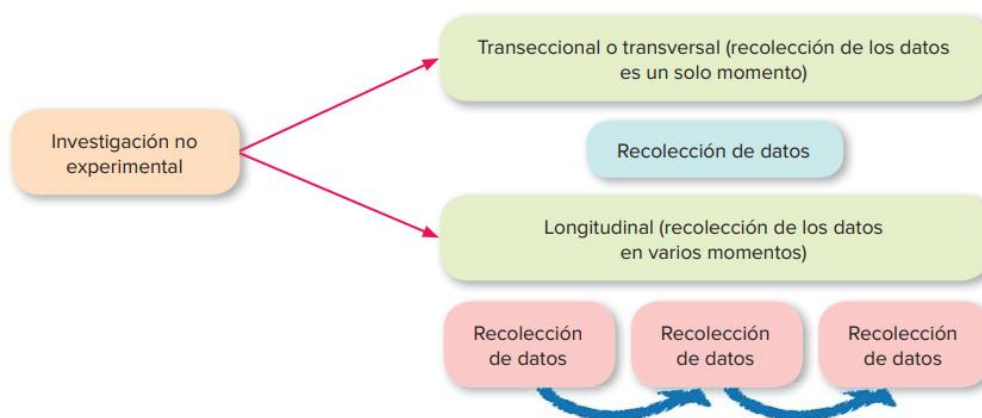 Transeccional o transversal (recolección de los datos
es un solo momento)
Investigación no
experimental
Recolección de datos
Longitudinal (recolección de los datos
en varios momentos)
Recolección
de datos
Recolección
de datos
Recolección
de datos